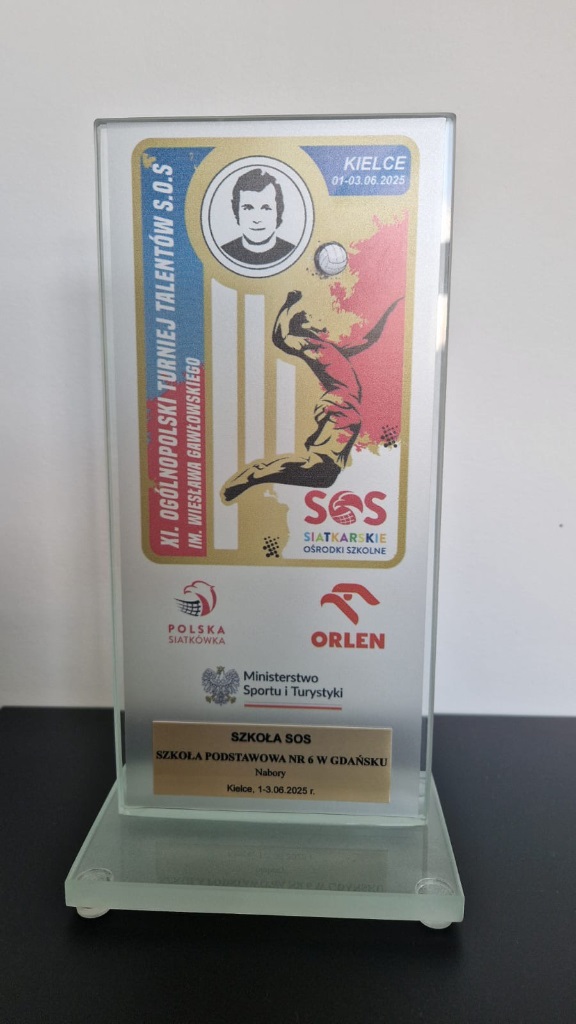 XI. OGÓLNOPOLSKI TURNIEJ TALENTÓW S.O.S
IM. WIESŁAWA GAWŁOWSKIEGO
KIELCE
01-03.06.2025
SOS
SIATKARSKIE
OŚRODKI SZKOLNE
POLSKA
SIATKÓWKA
ORLEN
Ministerstwo
Sportu i Turystyki
SZKOŁA SOS
SZKOŁA PODSTAWOWA NR 6 W GDAŃSKU
Nabory
Kielce, 1-3.06.2025 r.